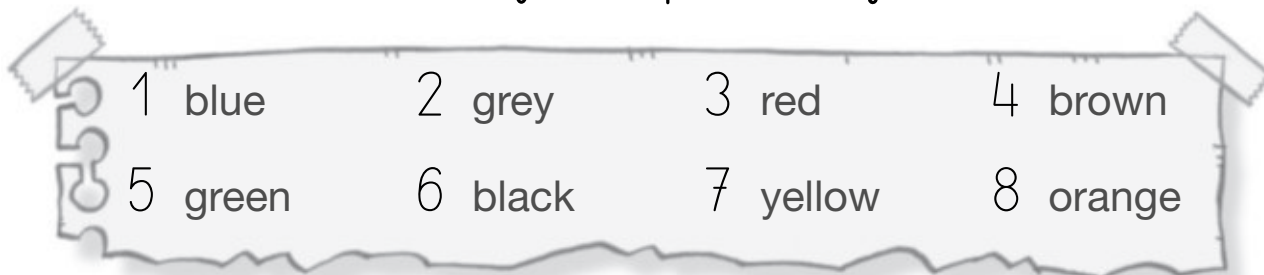 1 blue 2 grey 3 red 4 brown
5 green 6 black 7 yellow 8 orange